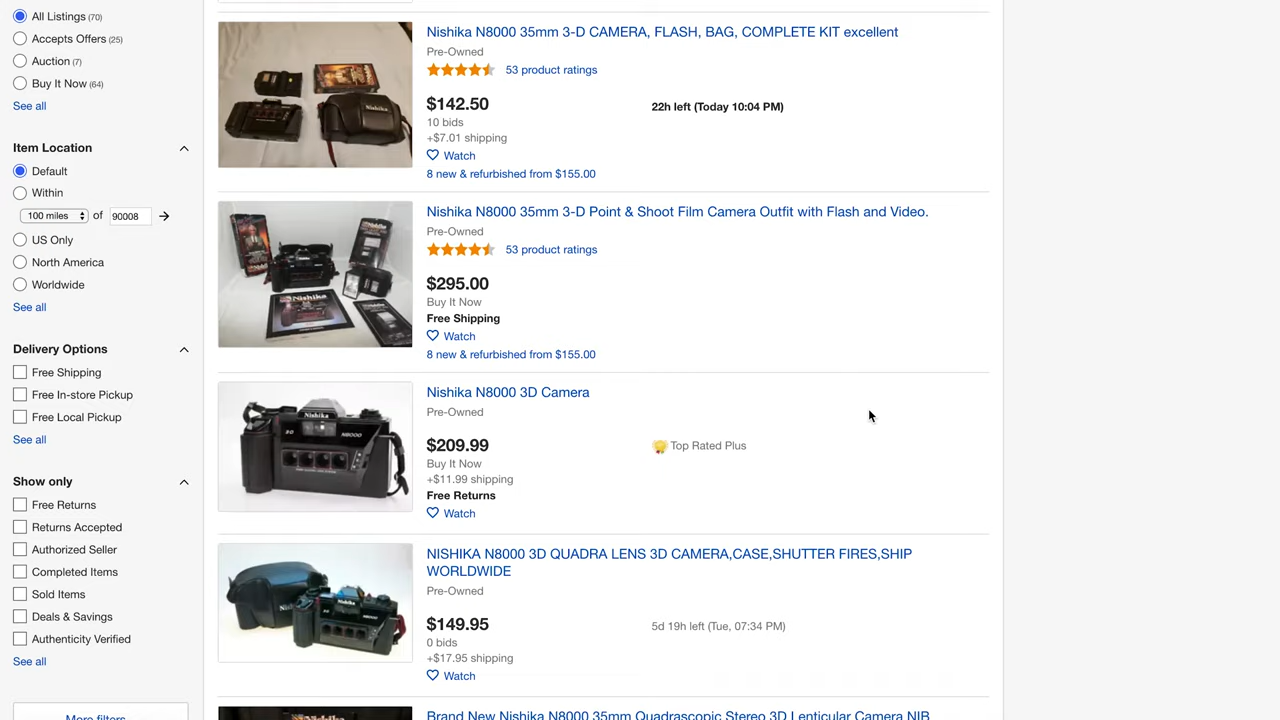 All Listings (70)
Accepts Offers (25)
Auction (7)
Buy It Now (64)
See all
Item Location
Default
Within
100 miles of 90008
US Only
North America
Worldwide
See all
Delivery Options
Free Shipping
Free In-store Pickup
Free Local Pickup
See all
Show only
Free Returns
Returns Accepted
Authorized Seller
Completed Items
Sold Items
Deals & Savings
Authenticity Verified
See all
More filters
Nishika N8000 35mm 3-D CAMERA, FLASH, BAG, COMPLETE KIT excellent
Pre-Owned
53 product ratings
$142.50
22h left (Today 10:04 PM)
10 bids
+$7.01 shipping
Watch
8 new & refurbished from $155.00
Nishika
Nishika N8000 35mm 3-D Point & Shoot Film Camera Outfit with Flash and Video.
Pre-Owned
53 product ratings
$295.00
Buy It Now
Free Shipping
Watch
8 new & refurbished from $155.00
Nishika
Nishika N8000 3D Camera
Pre-Owned
$209.99
Top Rated Plus
Buy It Now
+$11.99 shipping
Free Returns
Watch
Nishika
3-D
N8000
NISHIKA N8000 3D QUADRA LENS 3D CAMERA,CASE,SHUTTER FIRES,SHIP
WORLDWIDE
Pre-Owned
$149.95
5d 19h left (Tue, 07:34 PM)
0 bids
+$17.95 shipping
Watch
Brand New Nishika N8000 35mm Quadrascopic Stereo 3D Lenticular Camera NIB